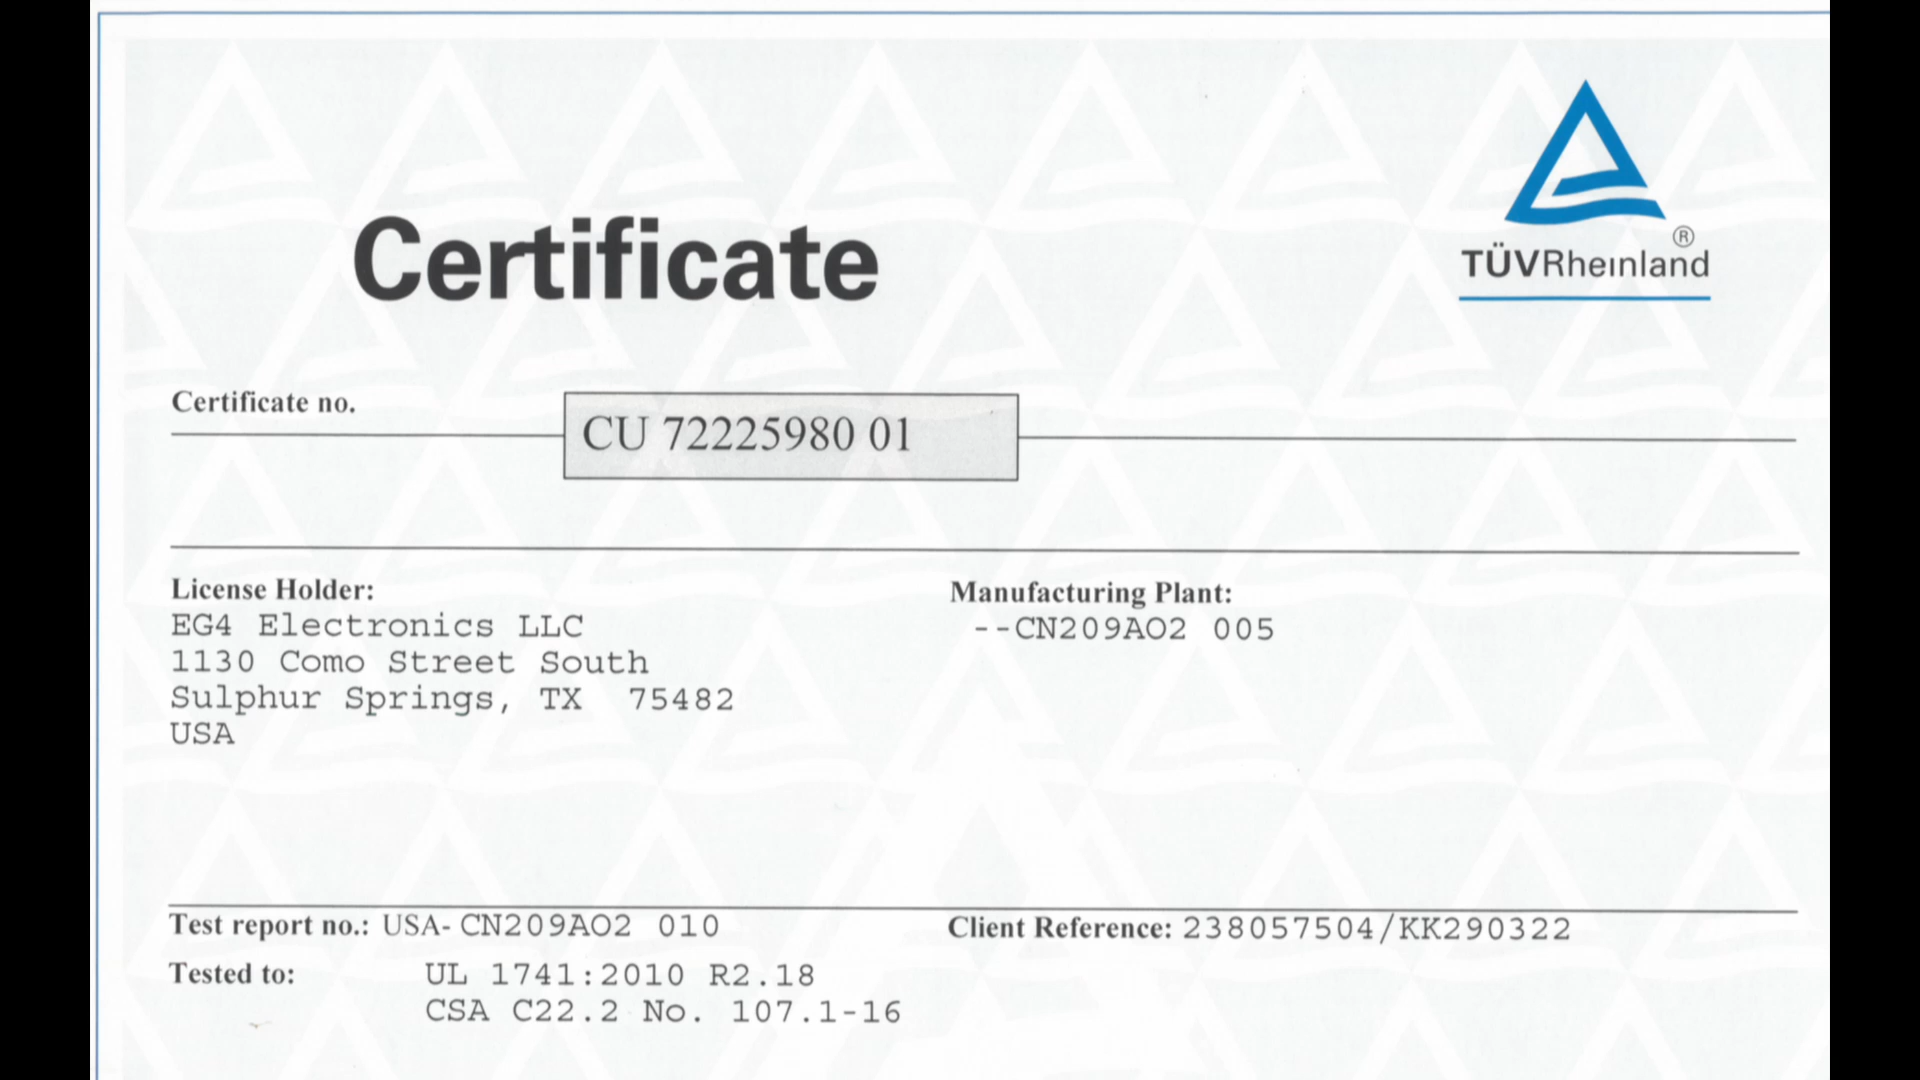 ®
TÜVRheinland
Certificate
Certificate no.
CU 72225980 01
License Holder:
EG4 Electronics LLC
1130 Como Street South
Sulphur Springs, TX 75482
USA
Manufacturing Plant:
--CN209AO2 005
Test report no.: USA- CN209AO2 010
Client Reference: 238057504/KK290322
Tested to: UL 1741:2010 R2.18
CSA C22.2 No. 107.1-16